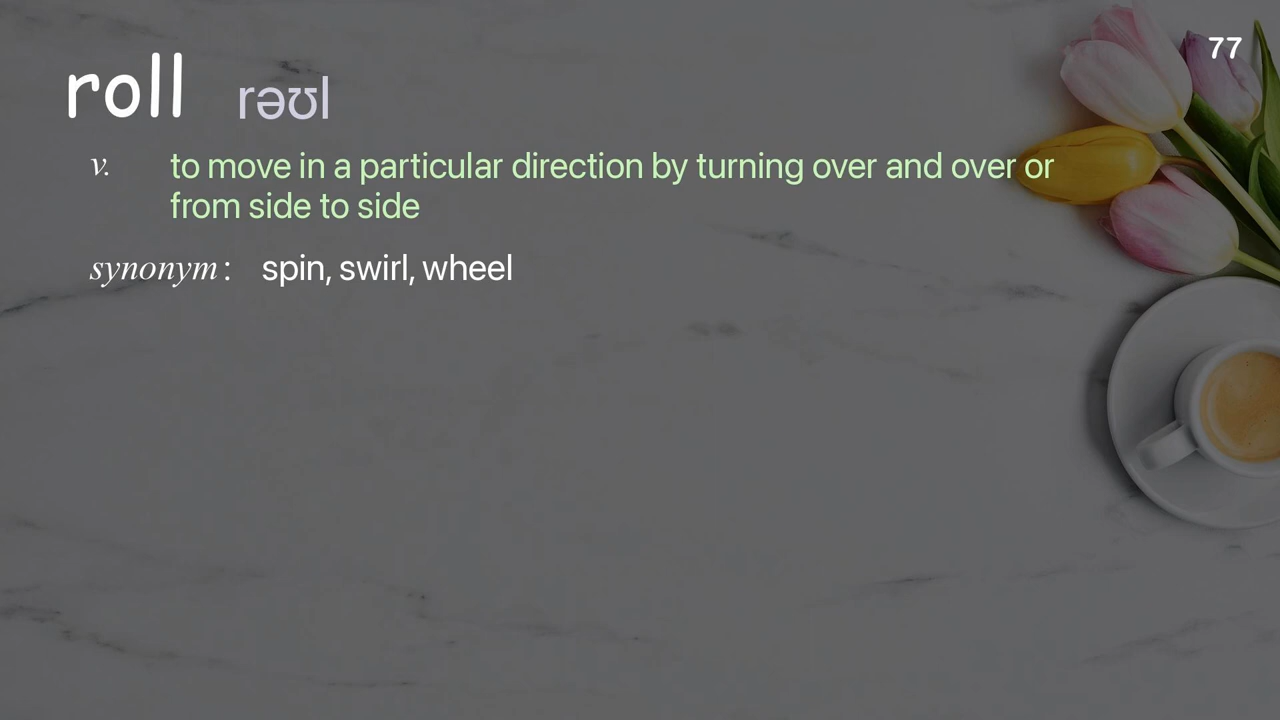 77
roll rəʊl
v. to move in a particular direction by turning over and over or
from side to side
synonym: spin, swirl, wheel